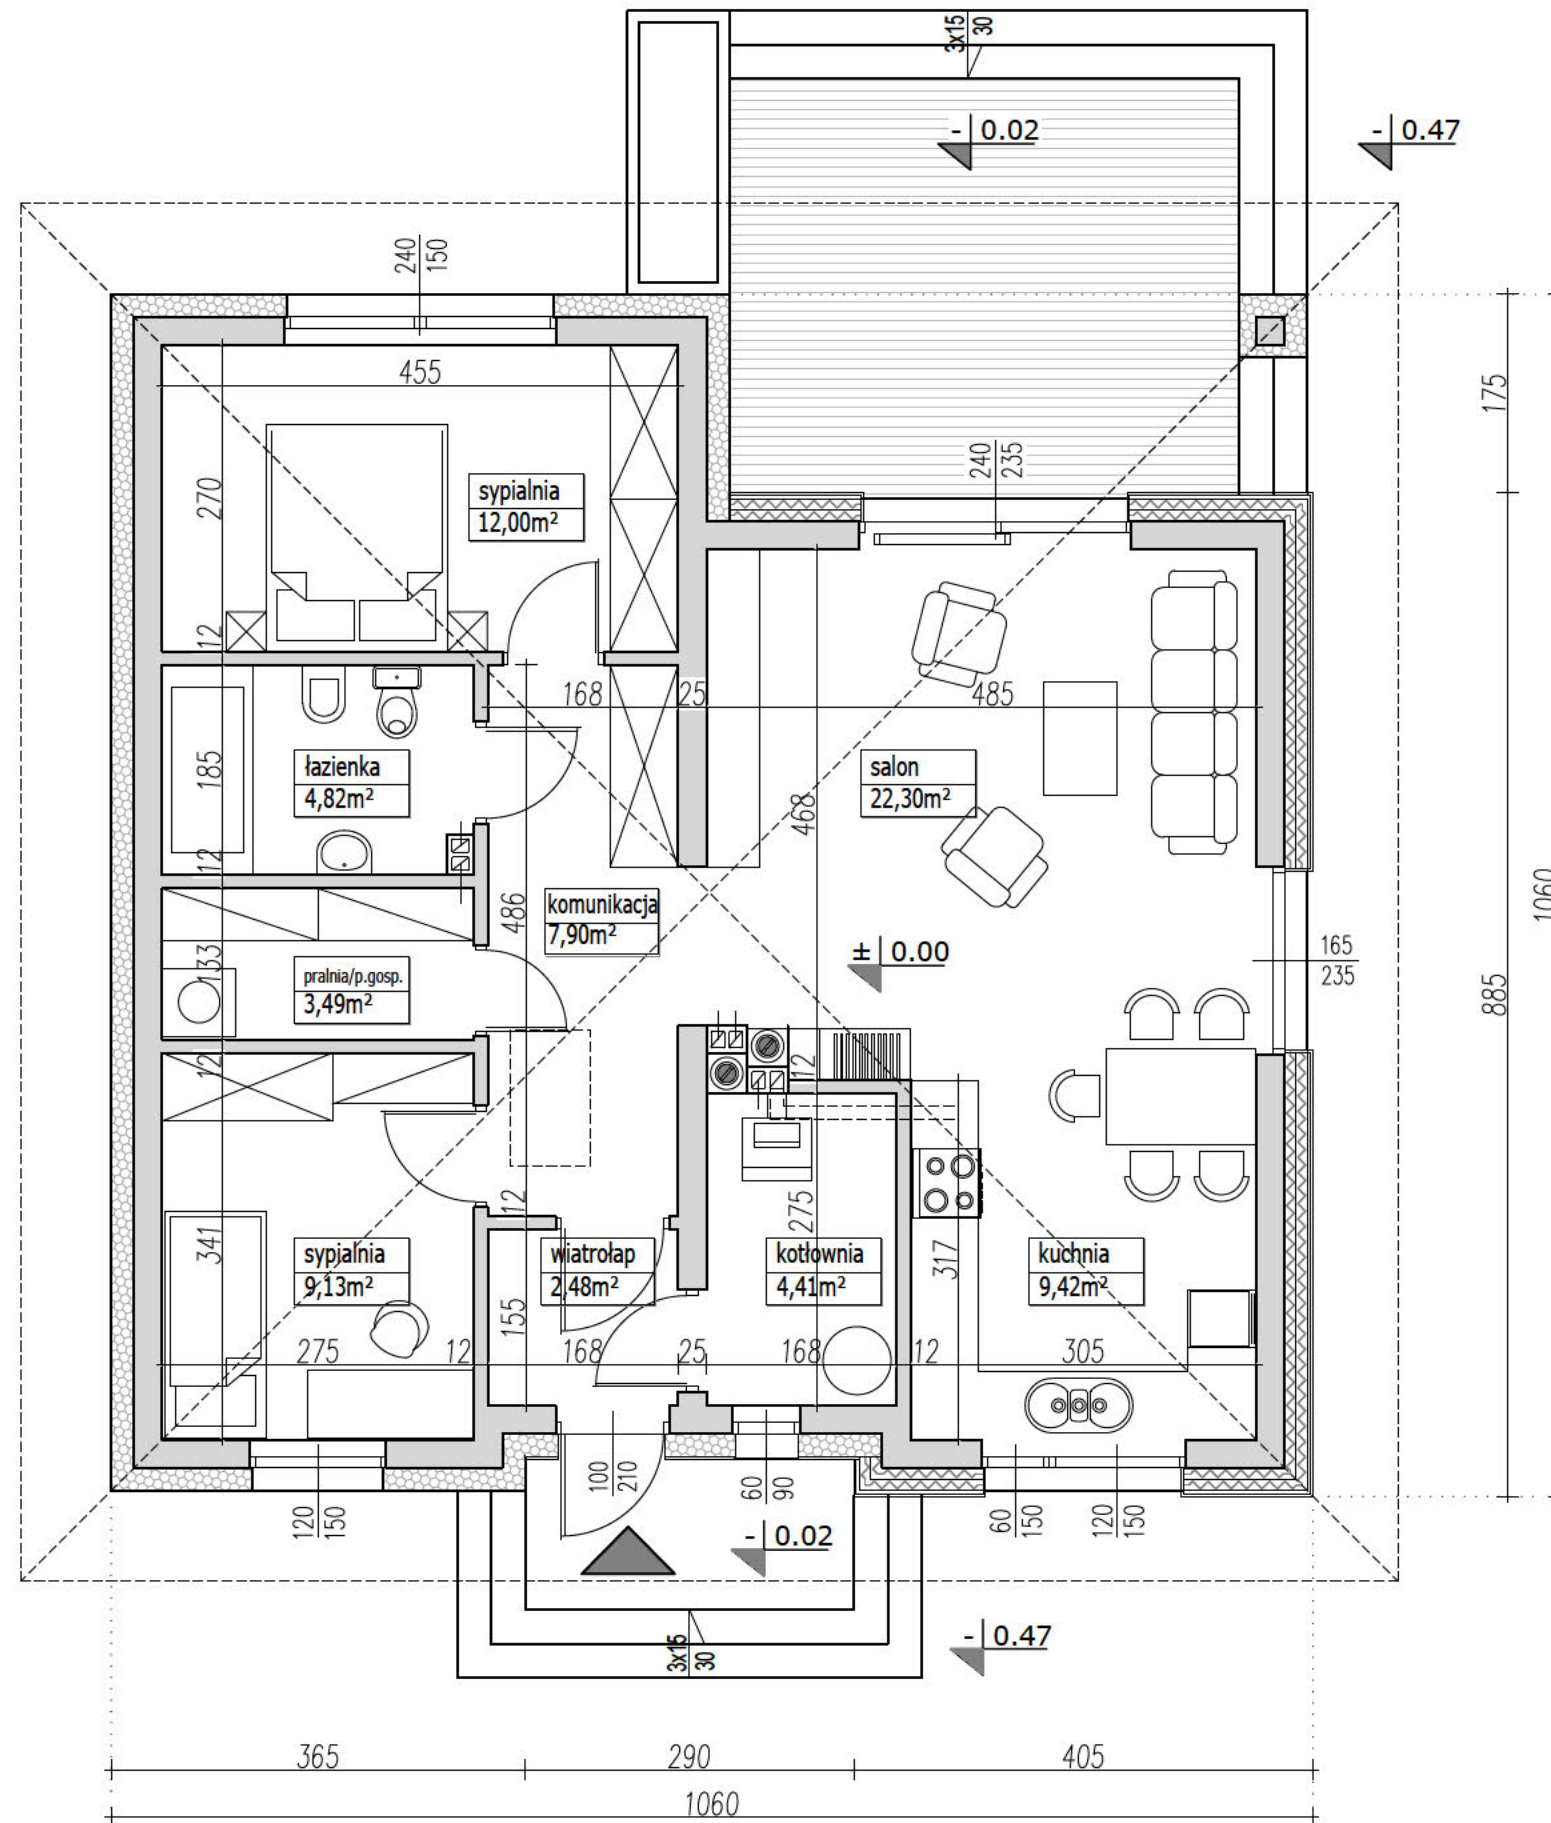 3x15
30
- 0.02
- 0.47
240
150
455
175
270
sypialnia
12,00m²
240
235
12
168
25
485
185
łazienka
4,82m²
salon
22,30m²
468
12
486
komunikacja
7,90m²
1060
133
pralnia/p.gosp.
3,49m²
± 0.00
165
235
885
12
12
12
275
341
sypjalnia
9,13m²
wiatrołap
2,48m²
kotłownia
4,41m²
317
kuchnia
9,42m²
155
275
12
168
25
168
12
305
120
150
100
210
60
90
60
150
120
150
- 0.02
3x15
30
- 0.47
365
290
405
1060